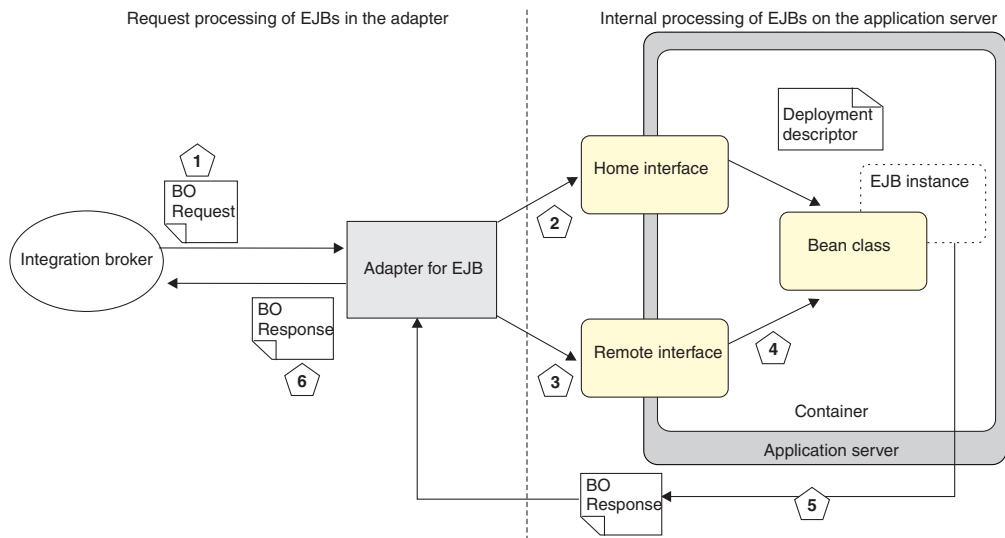 Request processing of EJBs in the adapter
Internal processing of EJBs on the application server
Deployment
descriptor
1
BO
Request
Home interface
EJB instance
2
Bean class
Integration broker
Adapter for EJB
BO
Response
6
Remote interface
4
3
Container
Application server
BO
Response
5